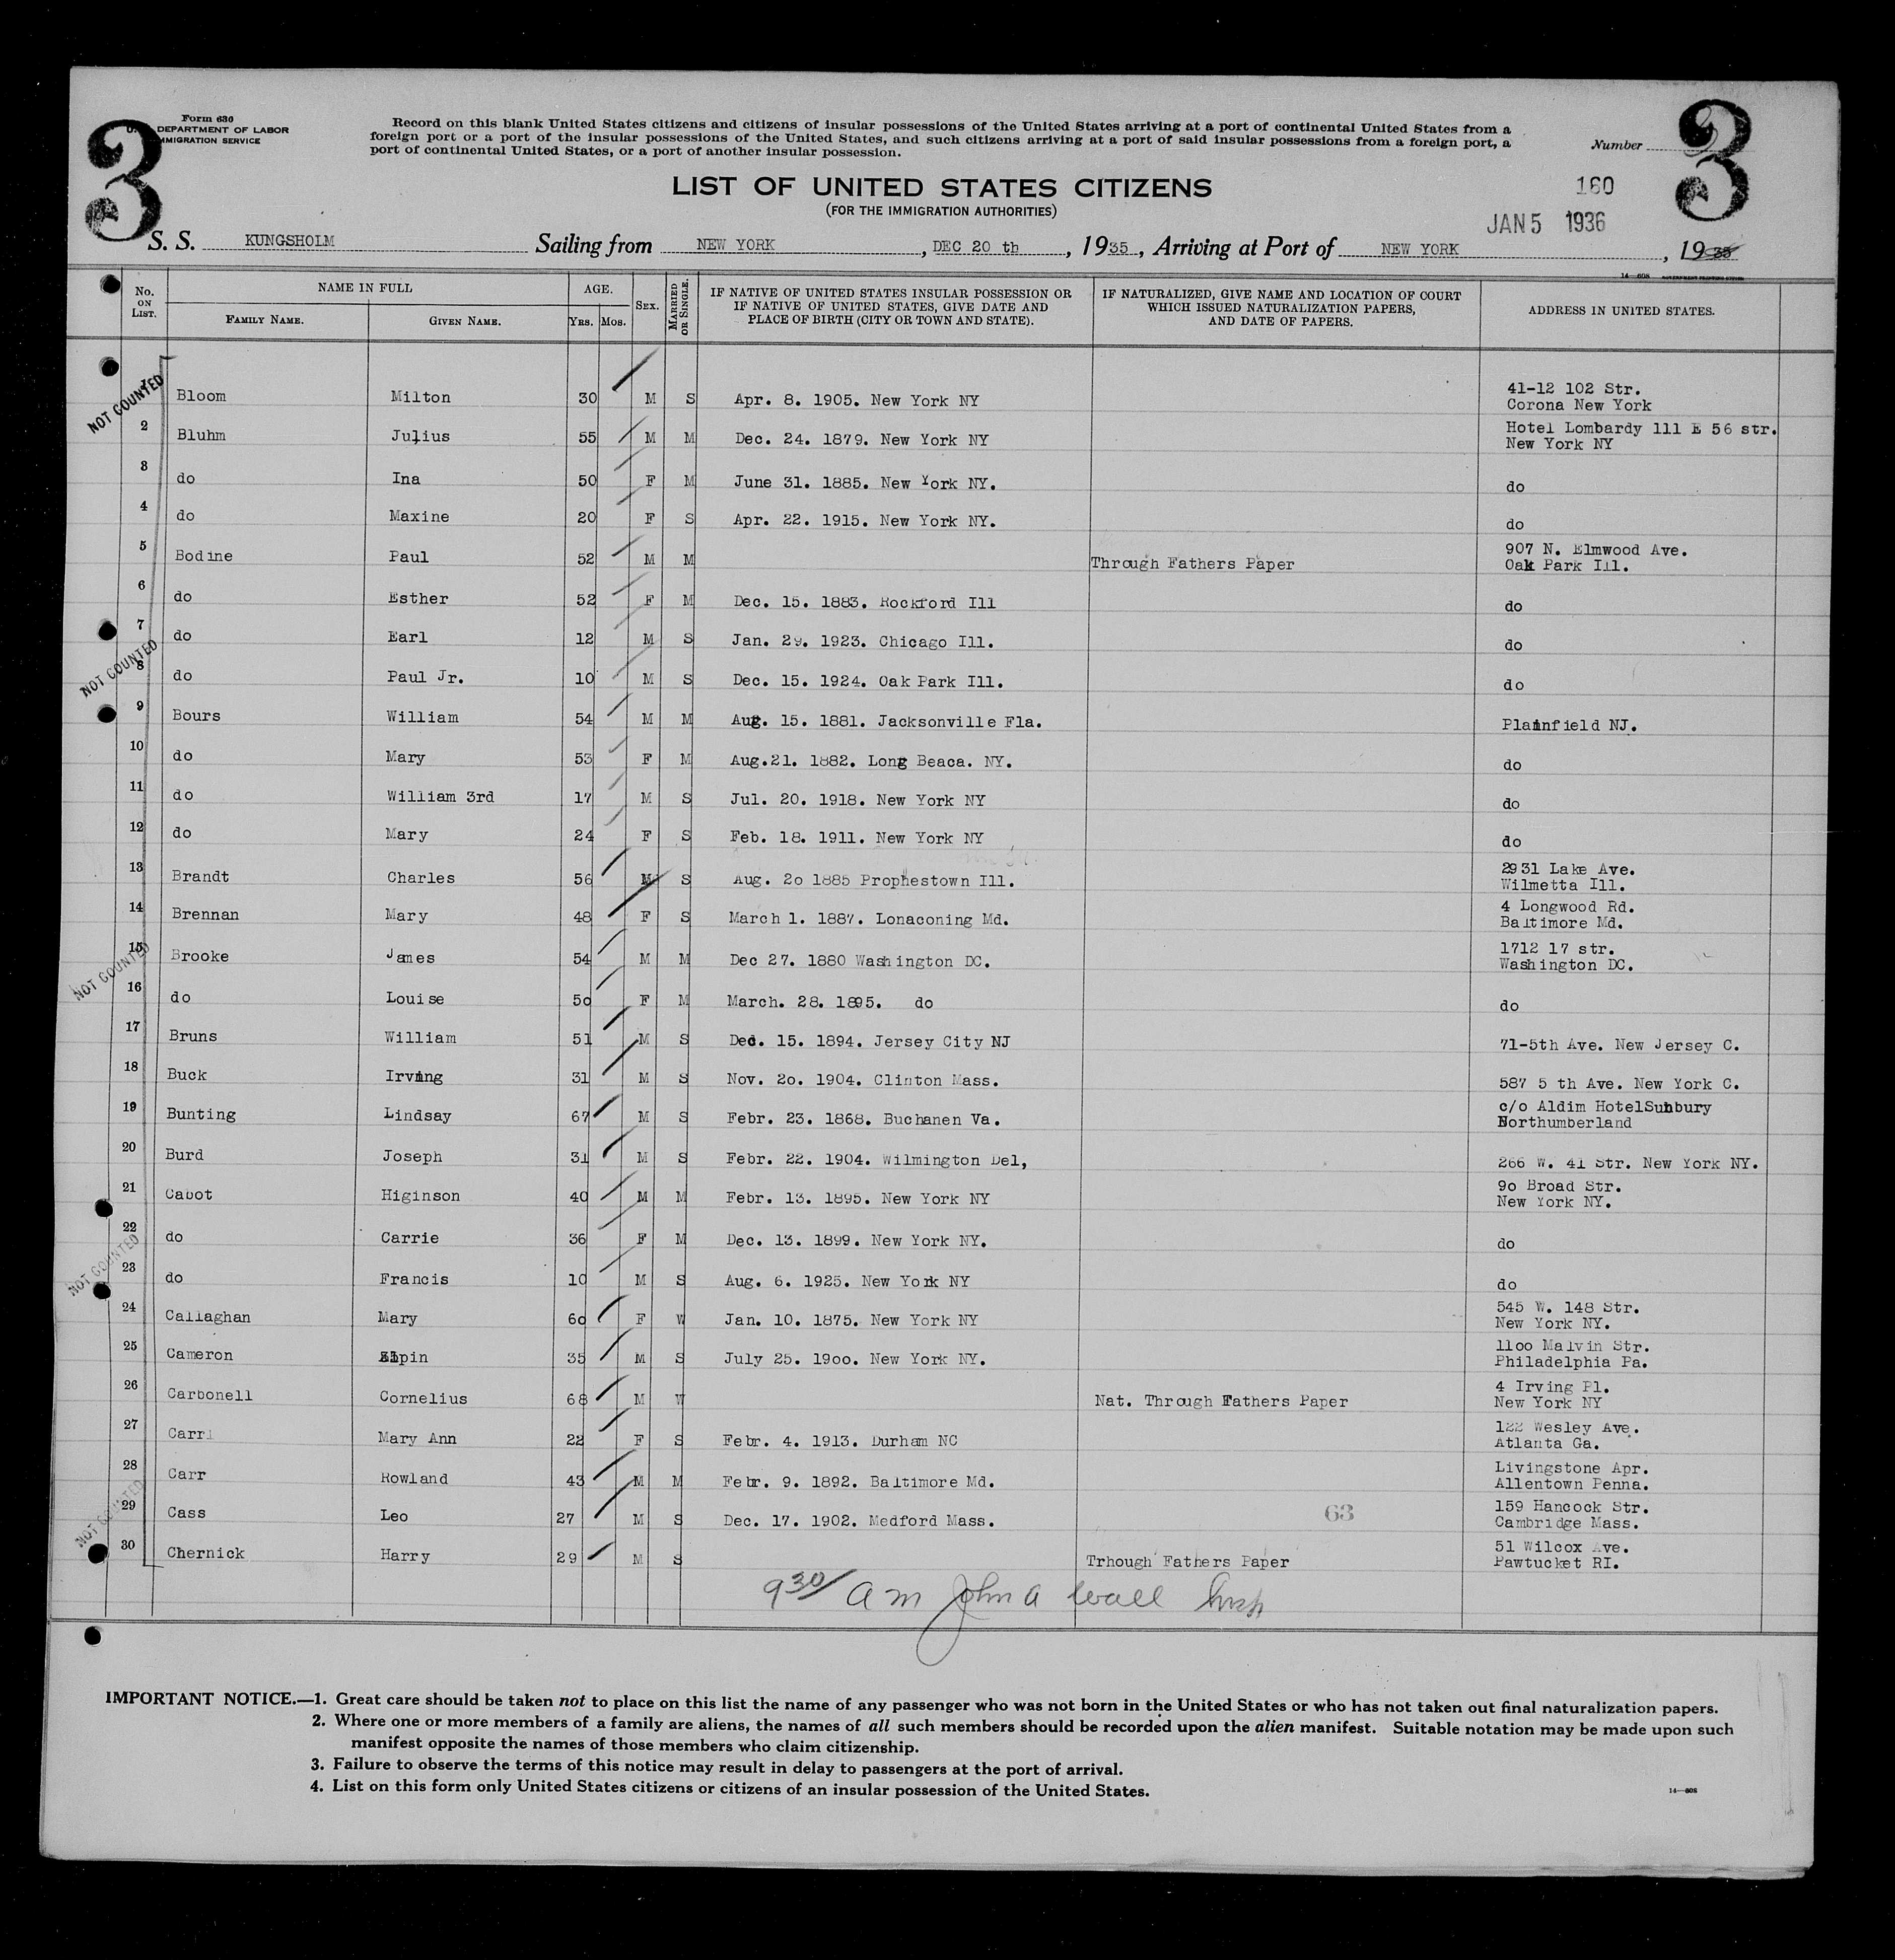 3
Form 630
U.S. DEPARTMENT OF LABOR
IMMIGRATION SERVICE
Record on this blank United States citizens and citizens of insular possessions of the United States arriving at a port of continental United States from a
foreign port or a port of the insular possessions of the United States, and such citizens arriving at a port of said insular possessions from a foreign port, a
port of continental United States, or a port of another insular possession.
Number
3
LIST OF UNITED STATES CITIZENS
(FOR THE IMMIGRATION AUTHORITIES)
160
JAN 5 1936
S. S. KUNGSHOLM Sailing from NEW YORK, DEC 20 th, 1935, Arriving at Port of NEW YORK, 1935
14—608 GOVERNMENT PRINTING OFFICE
No. ON LIST. NAME IN FULL FAMILY NAME. GIVEN NAME. AGE. YRS. MOS. SEX. MARRIED OR SINGLE. IF NATIVE OF UNITED STATES INSULAR POSSESSION OR IF NATIVE OF UNITED STATES, GIVE DATE AND PLACE OF BIRTH (CITY OR TOWN AND STATE). IF NATURALIZED, GIVE NAME AND LOCATION OF COURT WHICH ISSUED NATURALIZATION PAPERS, AND DATE OF PAPERS. ADDRESS IN UNITED STATES.
NOT COUNTED
Bloom Milton 30 M S Apr. 8. 1905. New York NY 41-12 102 Str. Corona New York
2 Bluhm Julius 55 M M Dec. 24. 1879. New York NY Hotel Lombardy 111 E 56 str. New York NY
3 do Ina 50 F M June 31. 1885. New York NY. do
4 do Maxine 20 F S Apr. 22. 1915. New York NY. do
5 Bodine Paul 52 M M Through Fathers Paper 907 N. Elmwood Ave. Oak Park Ill.
6 do Esther 52 F M Dec. 15. 1883. Rockford Ill do
7 do Earl 12 M S Jan. 29. 1923. Chicago Ill. do
NOT COUNTED
8 do Paul Jr. 10 M S Dec. 15. 1924. Oak Park Ill. do
9 Bours William 54 M M Aug. 15. 1881. Jacksonville Fla. Plainfield NJ.
10 do Mary 53 F M Aug.21. 1882. Long Beaca. NY. do
11 do William 3rd 17 M S Jul. 20. 1918. New York NY do
12 do Mary 24 F S Feb. 18. 1911. New York NY do
13 Brandt Charles 56 M S Aug. 2o 1885 Prophestown Ill. 2931 Lake Ave. Wilmetta Ill.
14 Brennan Mary 48 F S March 1. 1887. Lonaconing Md. 4 Longwood Rd. Baltimore Md.
NOT COUNTED
15 Brooke James 54 M M Dec 27. 1880 Washington DC. 1712 17 str. Washington DC.
16 do Louise 5o F M March. 28. 1895. do do
17 Bruns William 51 M S Dec. 15. 1894. Jersey City NJ 71-5th Ave. New Jersey C.
18 Buck Irving 31 M S Nov. 2o. 1904. Clinton Mass. 587 5 th Ave. New York C.
19 Bunting Lindsay 67 M S Febr. 23. 1868. Buchanen Va. c/o Aldim HotelSunbury Northumberland
20 Burd Joseph 31 M S Febr. 22. 1904. Wilmington Del, 266 W. 41 Str. New York NY.
21 Cabot Higinson 40 M M Febr. 13. 1895. New York NY 9o Broad Str. New York NY.
22 do Carrie 36 F M Dec. 13. 1899. New York NY. do
NOT COUNTED
23 do Francis 10 M S Aug. 6. 1925. New York NY do
24 Callaghan Mary 6o F W Jan. 10. 1875. New York NY 545 W. 148 Str. New York NY.
25 Cameron 35 M S July 25. 19oo. New York NY. 11oo Malvin Str. Philadelphia Pa.
26 Carbonell Cornelius 68 M W Nat. Through Fathers Paper 4 Irving Pl. New York NY
27 Carr Mary Ann 22 F S Febr. 4. 1913. Durham NC 122 Wesley Ave. Atlanta Ga.
28 Carr Rowland 43 M M Febr. 9. 1892. Baltimore Md. Livingstone Apr. Allentown Penna.
NOT COUNTED
29 Cass Leo 27 M S Dec. 17. 1902. Medford Mass. 63 159 Hancock Str. Cambridge Mass.
30 Chernick Harry 29 M S Trhough Fathers Paper 51 Wilcox Ave. Pawtucket RI.
9 30/ a m John a Wall Insp
IMPORTANT NOTICE.—1. Great care should be taken not to place on this list the name of any passenger who was not born in the United States or who has not taken out final naturalization papers.
2. Where one or more members of a family are aliens, the names of all such members should be recorded upon the alien manifest. Suitable notation may be made upon such
manifest opposite the names of those members who claim citizenship.
3. Failure to observe the terms of this notice may result in delay to passengers at the port of arrival.
4. List on this form only United States citizens or citizens of an insular possession of the United States.
14—608